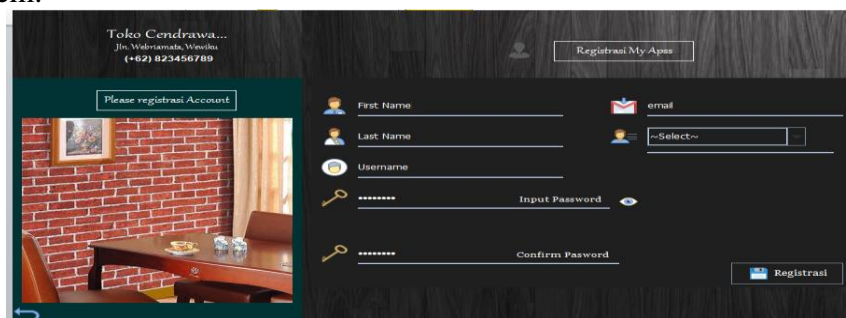 em.
Toko Cendrawa...
Jln. Webriamata, Wewiku
(+62) 823456789
Registrasi My Apss
Please registrasi Account
First Name
email
Last Name
~Select~
Username
******** Input Password
******** Confirm Pasword
Registrasi